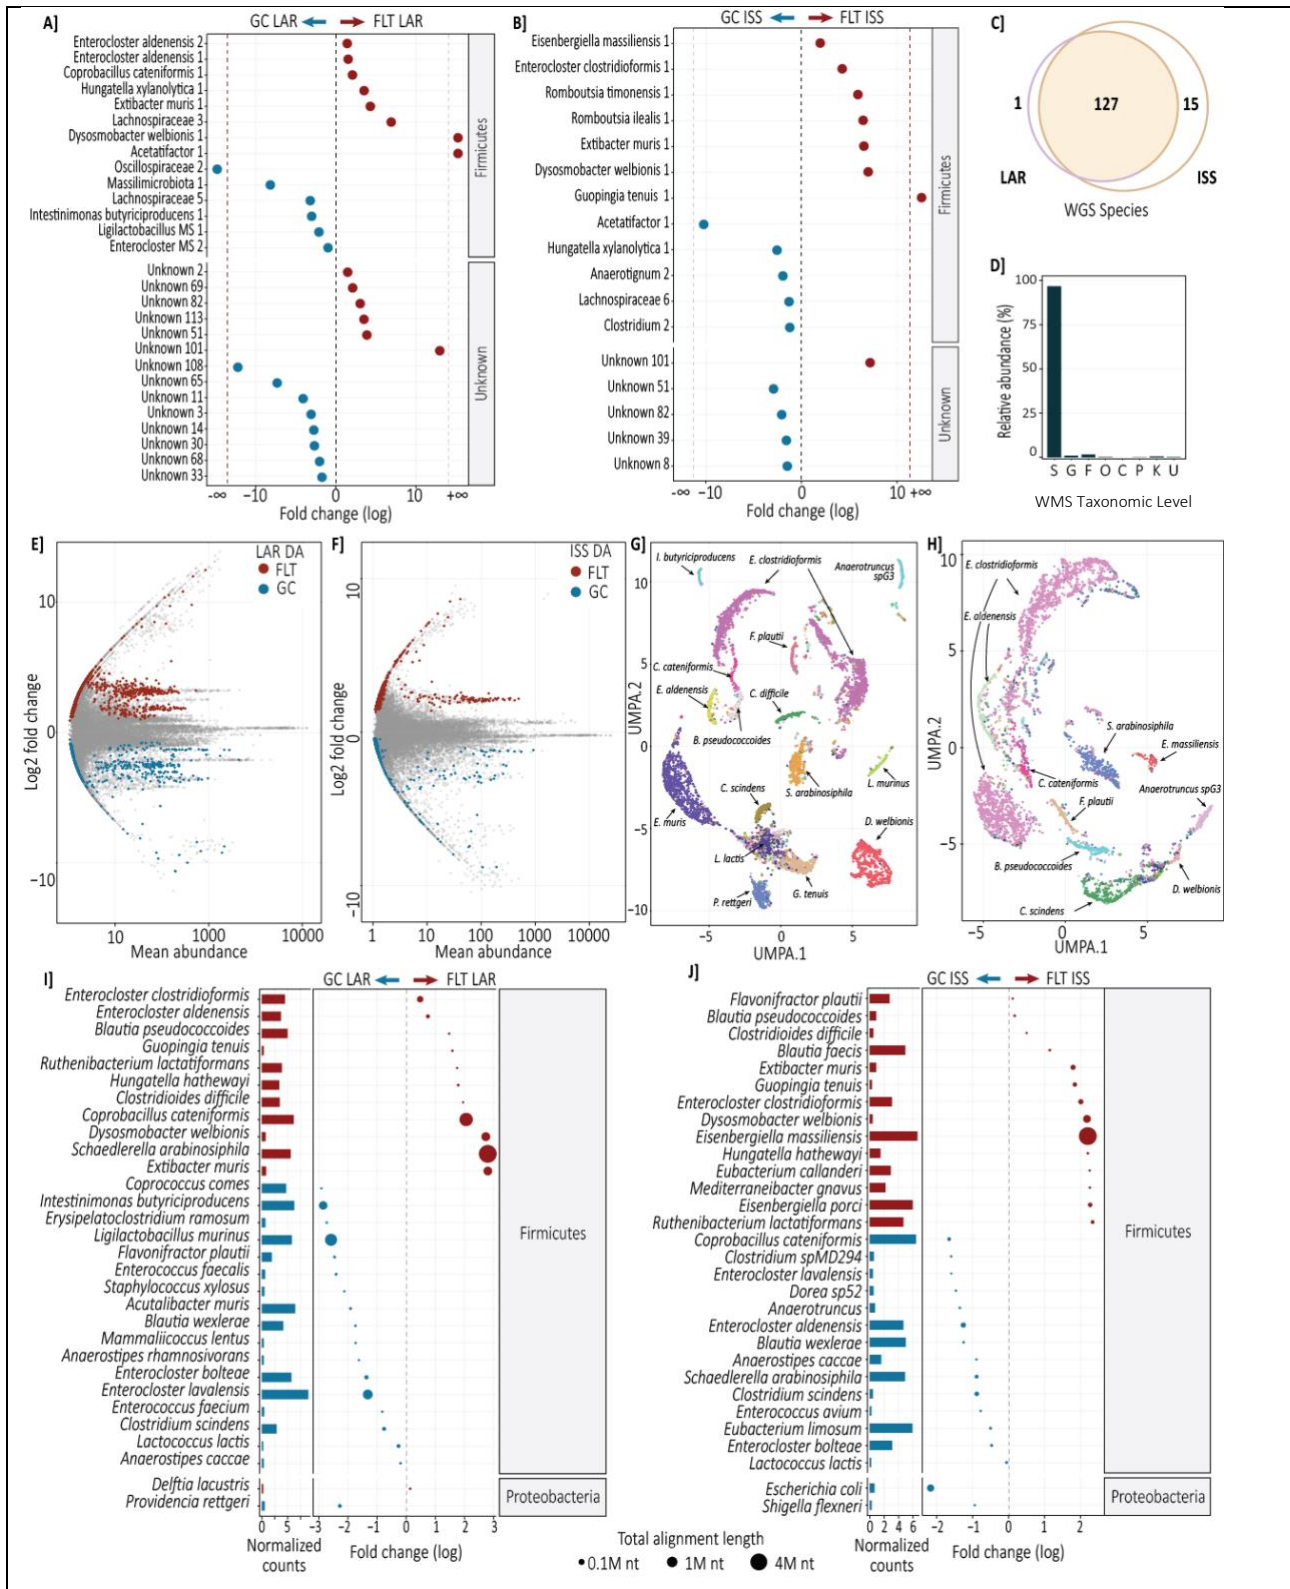 A]
GC LAR
FLT LAR
Enterocloster aldenensis 2
Enterocloster aldenensis 1
Coprobacillus cateniformis 1
Hungatella xylanolytica 1
Extibacter muris 1
Lachnospiraceae 3
Dysosmobacter welbionis 1
Acetatifactor 1
Oscillospiraceae 2
Massilimicrobiota 1
Lachnospiraceae 5
Intestinimonas butyriciproducens 1
Ligilactobacillus MS 1
Enterocloster MS 2
Firmicutes
Unknown 2
Unknown 69
Unknown 82
Unknown 113
Unknown 51
Unknown 101
Unknown 108
Unknown 65
Unknown 11
Unknown 3
Unknown 14
Unknown 30
Unknown 68
Unknown 33
Unknown
-∞ −10 0 10 +∞
Fold change (log)
B]
GC ISS
FLT ISS
Eisenbergiella massiliensis 1
Enterocloster clostridioformis 1
Romboutsia timonensis 1
Romboutsia ilealis 1
Extibacter muris 1
Dysosmobacter welbionis 1
Guopingia tenuis 1
Acetatifactor 1
Hungatella xylanolytica 1
Anaerotignum 2
Lachnospiraceae 6
Clostridium 2
Firmicutes
Unknown 101
Unknown 51
Unknown 82
Unknown 39
Unknown 8
Unknown
-∞ −10 0 10 +∞
Fold change (log)
C]
1
127
15
LAR
ISS
WGS Species
D]
Relative abundance (%)
100
75
50
25
0
S G F O C P K U
WMS Taxonomic Level
E]
LAR DA
FLT
GC
Log2 fold change
10
0
−10
10 1000 10000
Mean abundance
F]
ISS DA
FLT
GC
Log2 fold change
10
0
−10
1 10 100 1000 10000
Mean abundance
G]
I. butyriciproducens
E. clostridioformis
Anaerotruncus
spG3
F. plautii
C. cateniformis
E. aldenensis
C. difficile
B. pseudococcoides
L. murinus
C. scindens
S. arabinosiphila
E. muris
D. welbionis
L. lactis
G. tenuis
P. rettgeri
UMPA.2
10
5
0
−5
−10
−5 0 5
UMPA.1
H]
E. clostridioformis
E. aldenensis
S. arabinosiphila
E. massiliensis
C. cateniformis
Anaerotruncus spG3
F. plautii
B. pseudococcoides
D. welbionis
C. scindens
UMPA.2
10
5
0
−5
−5 0 5
UMPA.1
I]
GC LAR
FLT LAR
Enterocloster clostridioformis
Enterocloster aldenensis
Blautia pseudococcoides
Guopingia tenuis
Ruthenibacterium lactatiformans
Hungatella hathewayi
Clostridioides difficile
Coprobacillus cateniformis
Dysosmobacter welbionis
Schaedlerella arabinosiphila
Extibacter muris
Coprococcus comes
Intestinimonas butyriciproducens
Erysipelatoclostridium ramosum
Ligilactobacillus murinus
Flavonifractor plautii
Enterococcus faecalis
Staphylococcus xylosus
Acutalibacter muris
Blautia wexlerae
Mammaliicoccus lentus
Anaerostipes rhamnosivorans
Enterocloster bolteae
Enterocloster lavalensis
Enterococcus faecium
Clostridium scindens
Lactococcus lactis
Anaerostipes caccae
Firmicutes
Delftia lacustris
Providencia rettgeri
Proteobacteria
0 5
−3 −2 −1 0 1 2 3
Normalized
counts
Fold change (log)
J]
GC ISS
FLT ISS
Flavonifractor plautii
Blautia pseudococcoides
Clostridioides difficile
Blautia faecis
Extibacter muris
Guopingia tenuis
Enterocloster clostridioformis
Dysosmobacter welbionis
Eisenbergiella massiliensis
Hungatella hathewayi
Eubacterium callanderi
Mediterraneibacter gnavus
Eisenbergiella porci
Ruthenibacterium lactatiformans
Coprobacillus cateniformis
Clostridium spMD294
Enterocloster lavalensis
Dorea sp52
Anaerotruncus
Enterocloster aldenensis
Blautia wexlerae
Anaerostipes caccae
Schaedlerella arabinosiphila
Clostridium scindens
Enterococcus avium
Eubacterium limosum
Enterocloster bolteae
Lactococcus lactis
Firmicutes
Escherichia coli
Shigella flexneri
Proteobacteria
0 2 4 6
−2 −1 0 1 2
Normalized
counts
Fold change (log)
Total alignment length
0.1M nt 1M nt 4M nt